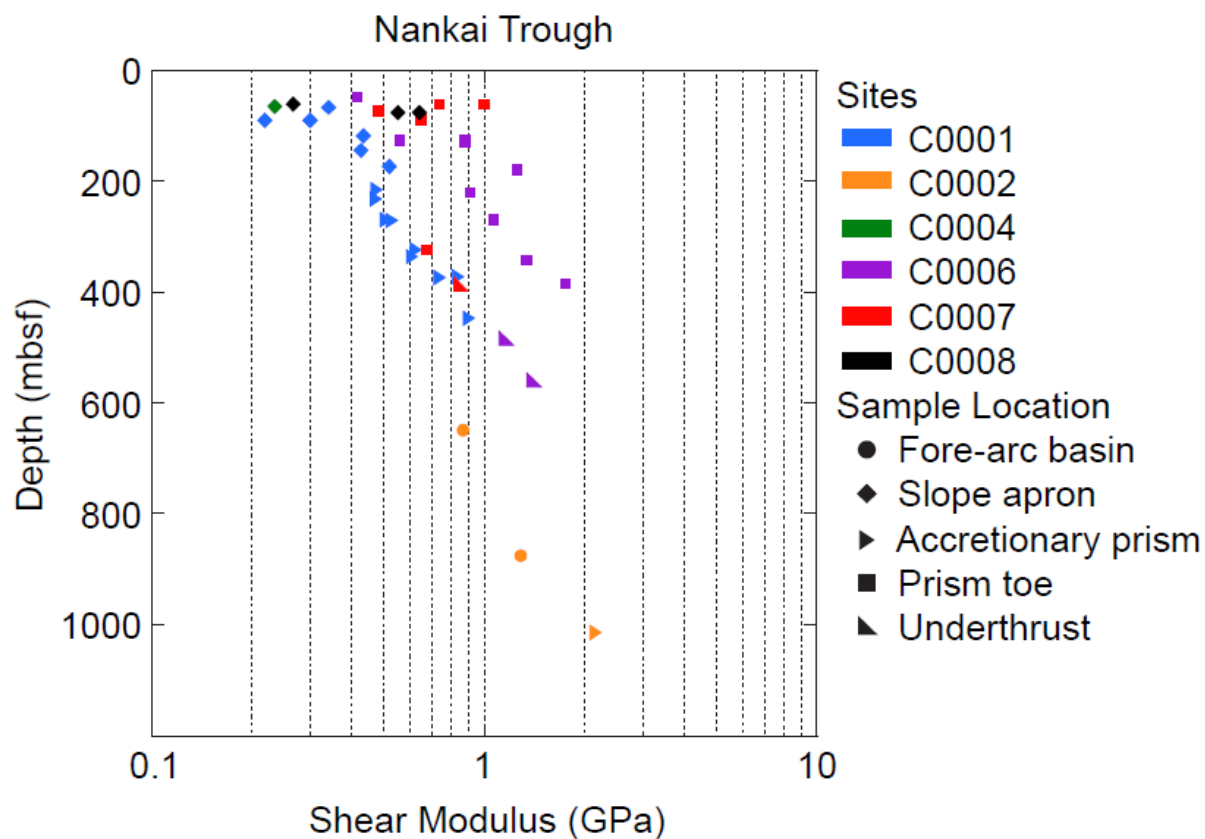 Nankai Trough
0
200
400
600
800
1000
Depth (mbsf)
0.1
1
10
Shear Modulus (GPa)
Sites
C0001
C0002
C0004
C0006
C0007
C0008
Sample Location
Fore-arc basin
Slope apron
Accretionary prism
Prism toe
Underthrust